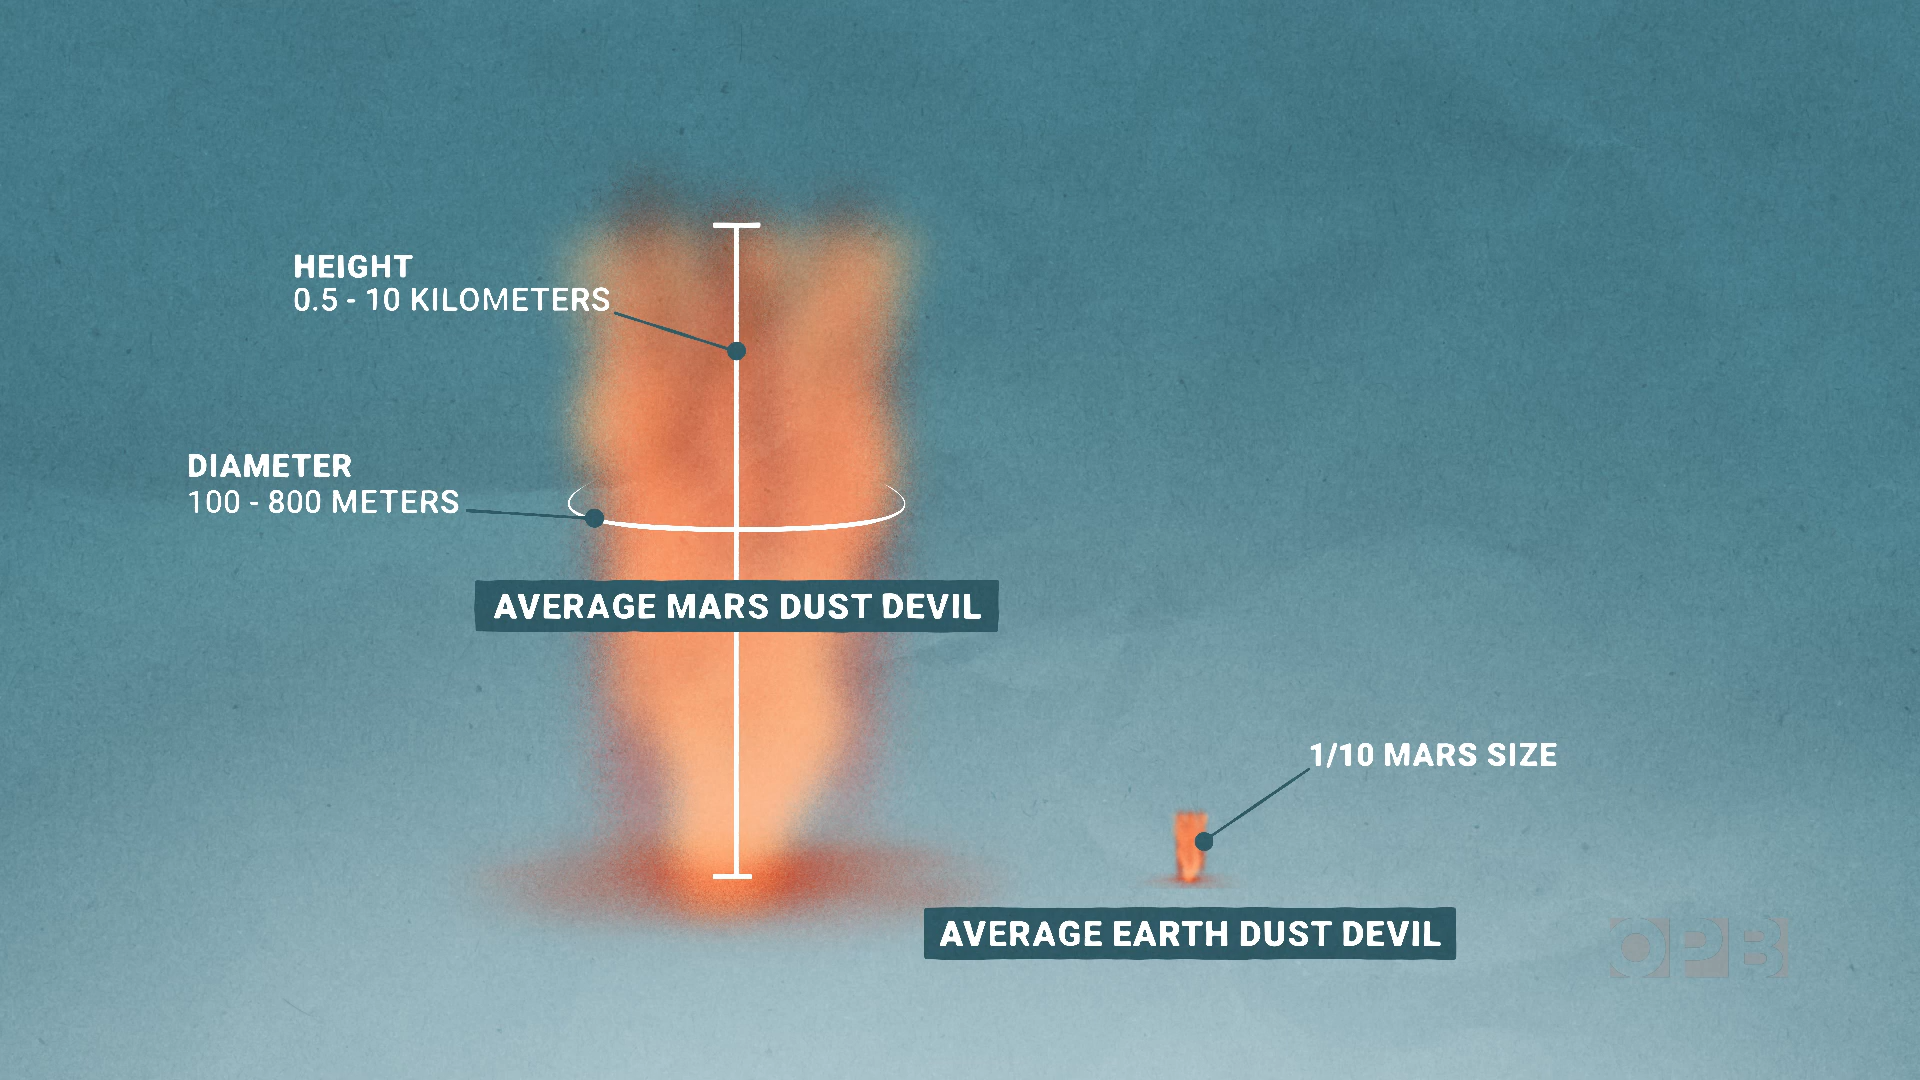 HEIGHT
0.5 - 10 KILOMETERS
DIAMETER
100 - 800 METERS
AVERAGE MARS DUST DEVIL
1/10 MARS SIZE
AVERAGE EARTH DUST DEVIL
OPB